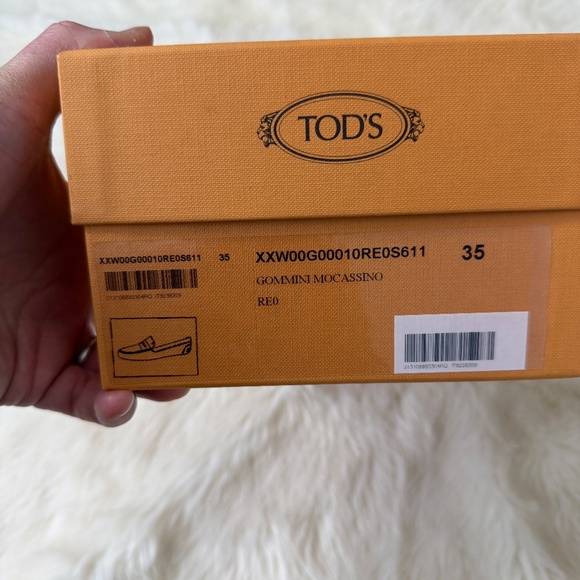 TOD'S
XXW00G00010RE0S611 35
XXW00G00010RE0S611 35
GOMMINI MOCASSINO
RE0